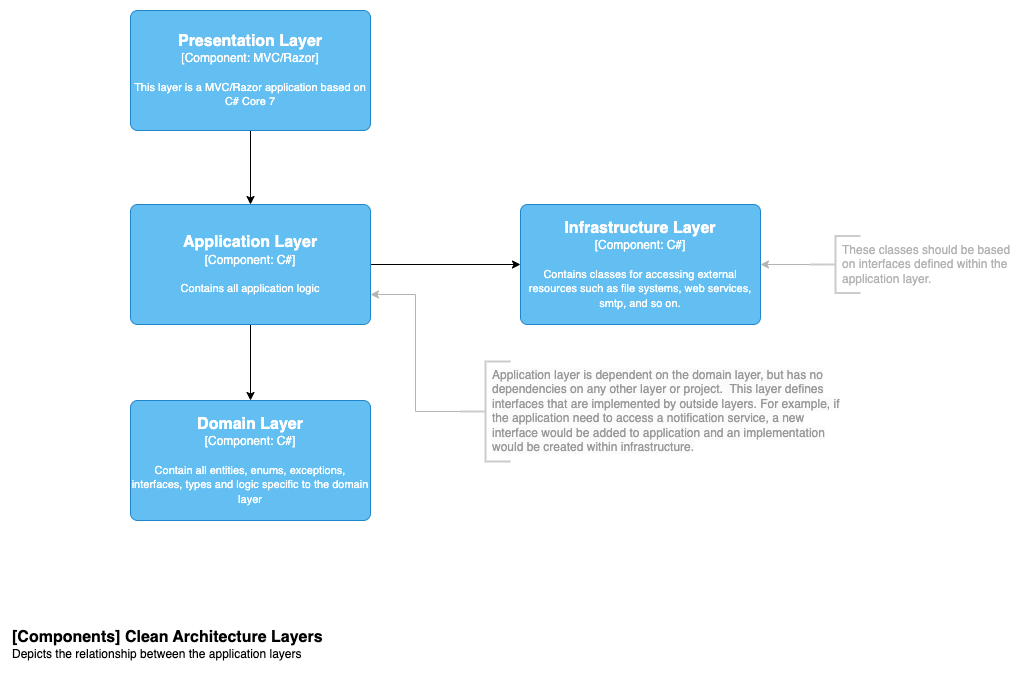 Presentation Layer
[Component: MVC/Razor]
This layer is a MVC/Razor application based on
C# Core 7
Application Layer
[Component: C#]
Contains all application logic
Infrastructure Layer
[Component: C#]
Contains classes for accessing external
resources such as file systems, web services,
smtp, and so on.
These classes should be based
on interfaces defined within the
application layer.
Application layer is dependent on the domain layer, but has no
dependencies on any other layer or project.  This layer defines
interfaces that are implemented by outside layers. For example, if
the application need to access a notification service, a new
interface would be added to application and an implementation
would be created within infrastructure.
Domain Layer
[Component: C#]
Contain all entities, enums, exceptions,
interfaces, types and logic specific to the domain
layer
[Components] Clean Architecture Layers
Depicts the relationship between the application layers